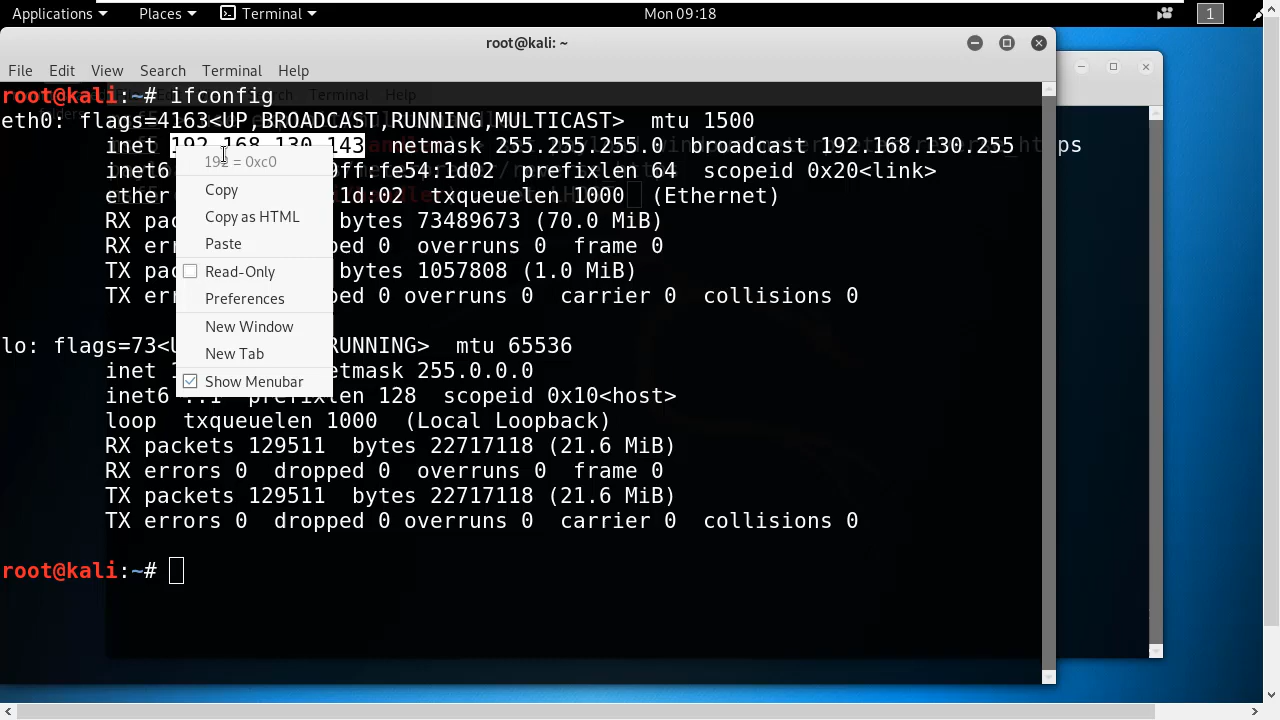 Applications Places Terminal Mon 09:18 1
root@kali: ~
File Edit View Search Terminal Help
root@kali:~# ifconfig
eth0: flags=4163<UP,BROADCAST,RUNNING,MULTICAST> mtu 1500
inet 192.168.130.143 netmask 255.255.255.0 broadcast 192.168.130.255
inet6 0ff:fe54:1d02 prefixlen 64 scopeid 0x20<link>
ether :1d:02 txqueuelen 1000 (Ethernet)
RX pac bytes 73489673 (70.0 MiB)
RX err ped 0 overruns 0 frame 0
TX pac bytes 1057808 (1.0 MiB)
TX err ped 0 overruns 0 carrier 0 collisions 0
192 = 0xc0
Copy
Copy as HTML
Paste
Read-Only
Preferences
New Window
New Tab
Show Menubar
lo: flags=73<U RUNNING> mtu 65536
inet etmask 255.0.0.0
inet6 ::1 prefixlen 128 scopeid 0x10<host>
loop txqueuelen 1000 (Local Loopback)
RX packets 129511 bytes 22717118 (21.6 MiB)
RX errors 0 dropped 0 overruns 0 frame 0
TX packets 129511 bytes 22717118 (21.6 MiB)
TX errors 0 dropped 0 overruns 0 carrier 0 collisions 0
root@kali:~#